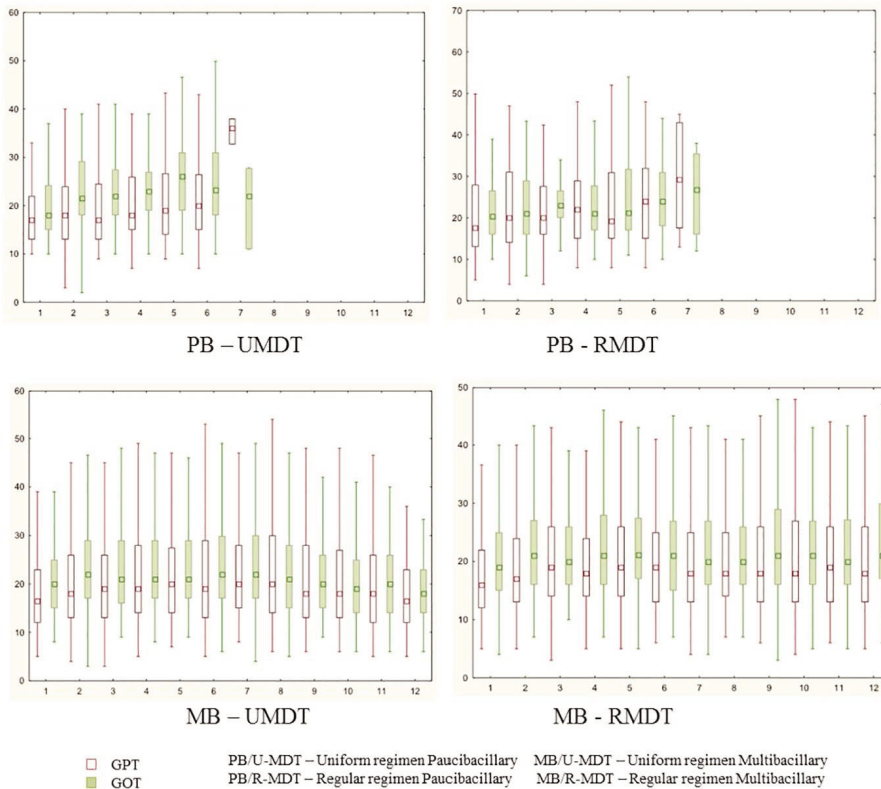 60
50
40
30
20
10
0
1 2 3 4 5 6 7 8 9 10 11 12
PB – UMDT
70
60
50
40
30
20
10
0
1 2 3 4 5 6 7 8 9 10 11 12
PB - RMDT
60
50
40
30
20
10
0
1 2 3 4 5 6 7 8 9 10 11 12
MB – UMDT
50
40
30
20
10
0
1 2 3 4 5 6 7 8 9 10 11 12
MB - RMDT
GPT
GOT
PB/U-MDT – Uniform regimen Paucibacillary MB/U-MDT – Uniform regimen Multibacillary
PB/R-MDT – Regular regimen Paucibacillary MB/R-MDT – Regular regimen Multibacillary